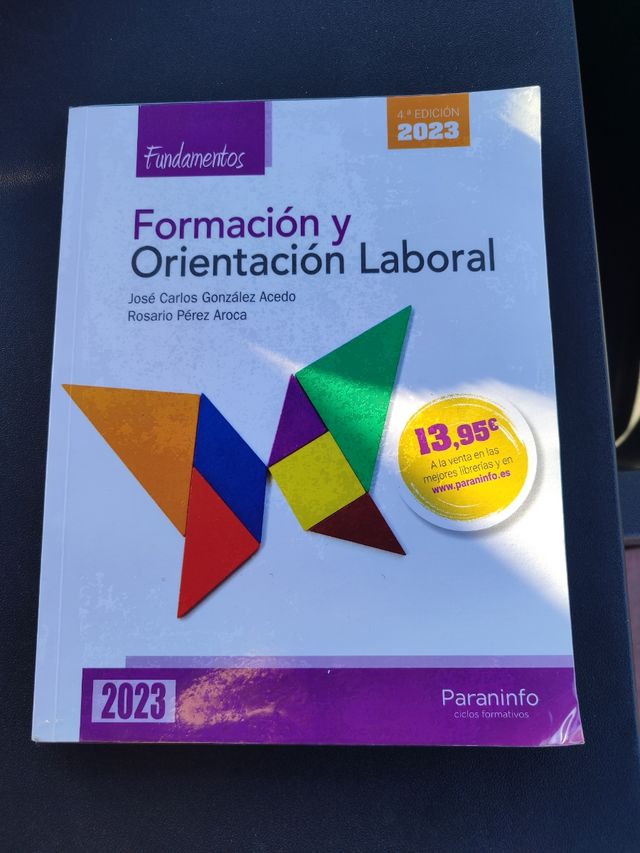 Fundamentos
4.ª EDICIÓN
2023
Formación y
Orientación Laboral
José Carlos González Acedo
Rosario Pérez Aroca
13,95€
A la venta en las
mejores librerías y en
www.paraninfo.es
2023
Paraninfo
ciclos formativos